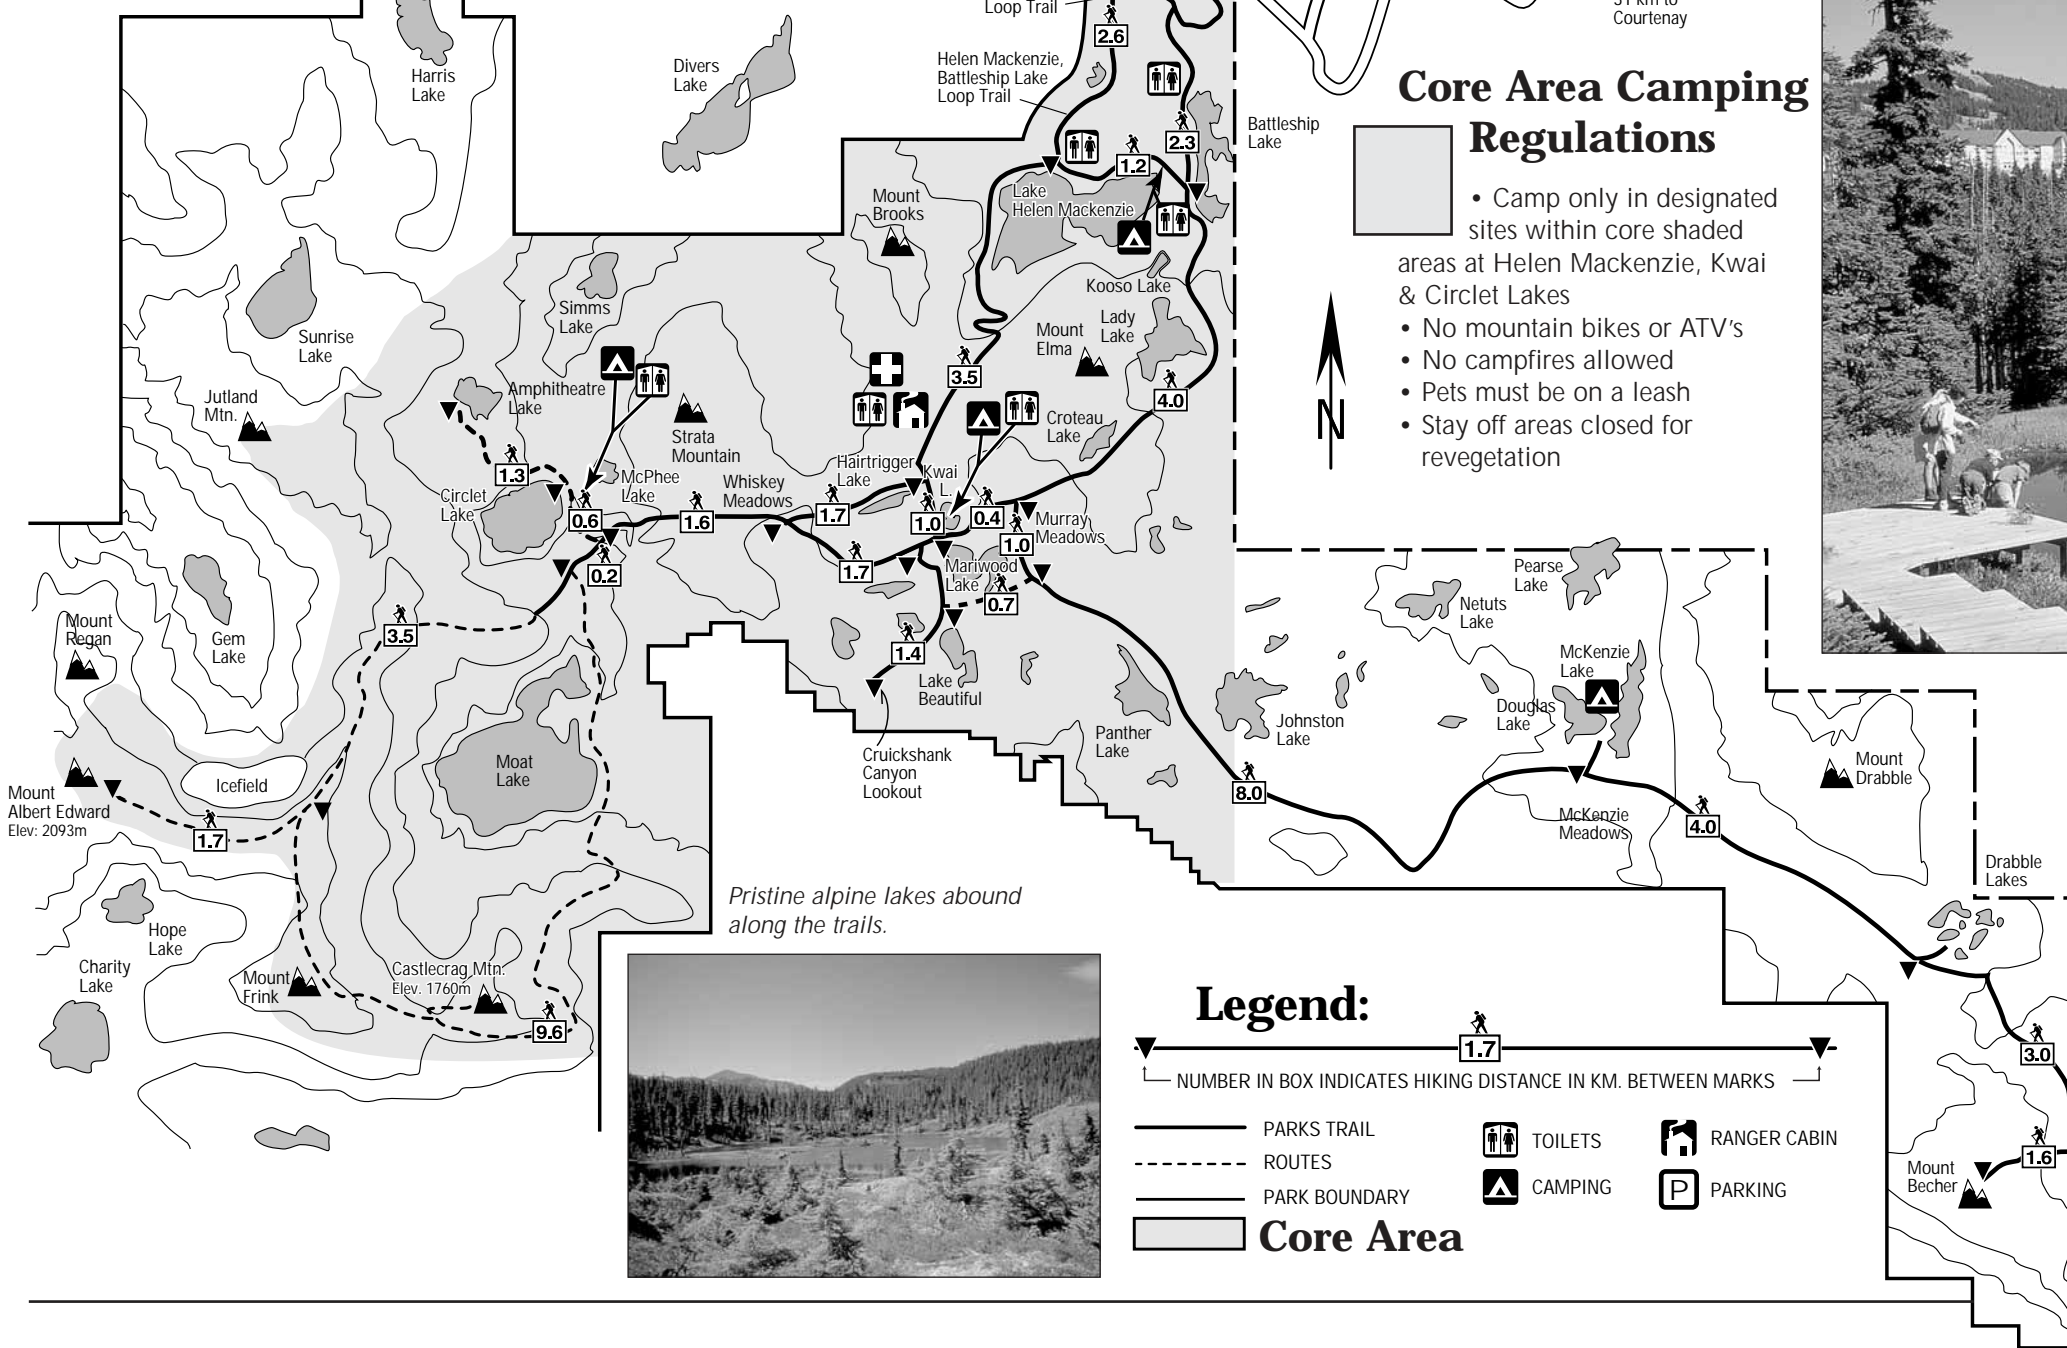 Loop Trail
2.6
31 km to
Courtenay
Harris
Lake
Divers
Lake
Helen Mackenzie,
Battleship Lake
Loop Trail
Core Area Camping
Regulations
• Camp only in designated
sites within core shaded
areas at Helen Mackenzie, Kwai
& Circlet Lakes
• No mountain bikes or ATV's
• No campfires allowed
• Pets must be on a leash
• Stay off areas closed for
revegetation
Battleship
Lake
2.3
1.2
Lake
Helen Mackenzie
Mount
Brooks
Kooso Lake
Simms
Lake
Sunrise
Lake
Mount
Elma
Lady
Lake
N
3.5
4.0
Jutland
Mtn.
Amphitheatre
Lake
Strata
Mountain
Croteau
Lake
Hairtrigger
Lake
Kwai
L.
1.3
McPhee
Lake
Whiskey
Meadows
Circlet
Lake
0.6
1.6
1.7
1.0
0.4
Murray
Meadows
1.0
0.2
1.7
Mariwood
Lake
0.7
Pearse
Lake
Netuts
Lake
Mount
Regan
Gem
Lake
3.5
1.4
Lake
Beautiful
McKenzie
Lake
Douglas
Lake
Johnston
Lake
Panther
Lake
Cruickshank
Canyon
Lookout
Moat
Lake
Icefield
Mount
Albert Edward
Elev: 2093m
1.7
8.0
McKenzie
Meadows
4.0
Mount
Drabble
Drabble
Lakes
Pristine alpine lakes abound
along the trails.
Hope
Lake
Charity
Lake
Mount
Frink
Castlecrag Mtn.
Elev. 1760m
9.6
Legend:
1.7
NUMBER IN BOX INDICATES HIKING DISTANCE IN KM. BETWEEN MARKS
PARKS TRAIL
ROUTES
PARK BOUNDARY
Core Area
TOILETS
CAMPING
RANGER CABIN
P PARKING
3.0
1.6
Mount
Becher